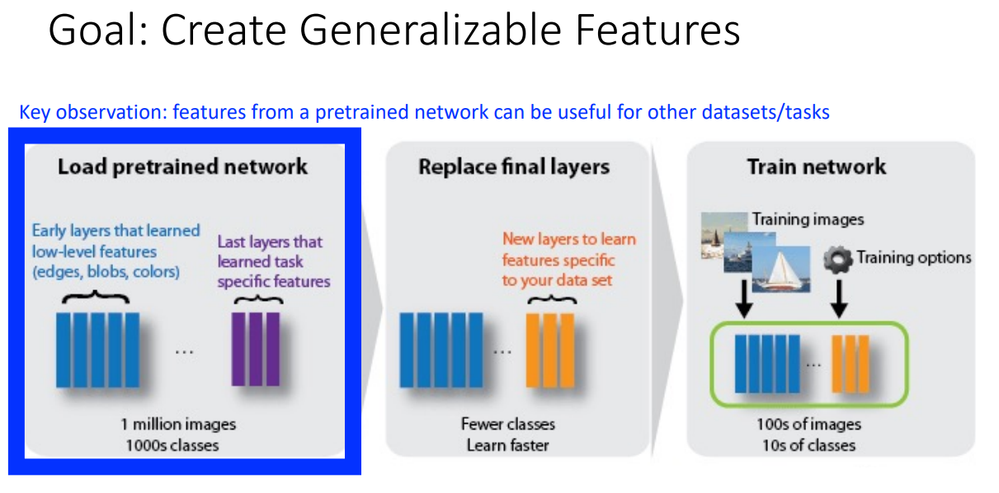 Goal: Create Generalizable Features
Key observation: features from a pretrained network can be useful for other datasets/tasks
Load pretrained network
Early layers that learned
low-level features
(edges, blobs, colors)
Last layers that
learned task
specific features
...
1 million images
1000s classes
Replace final layers
New layers to learn
features specific
to your data set
...
Fewer classes
Learn faster
Train network
Training images
Training options
...
100s of images
10s of classes